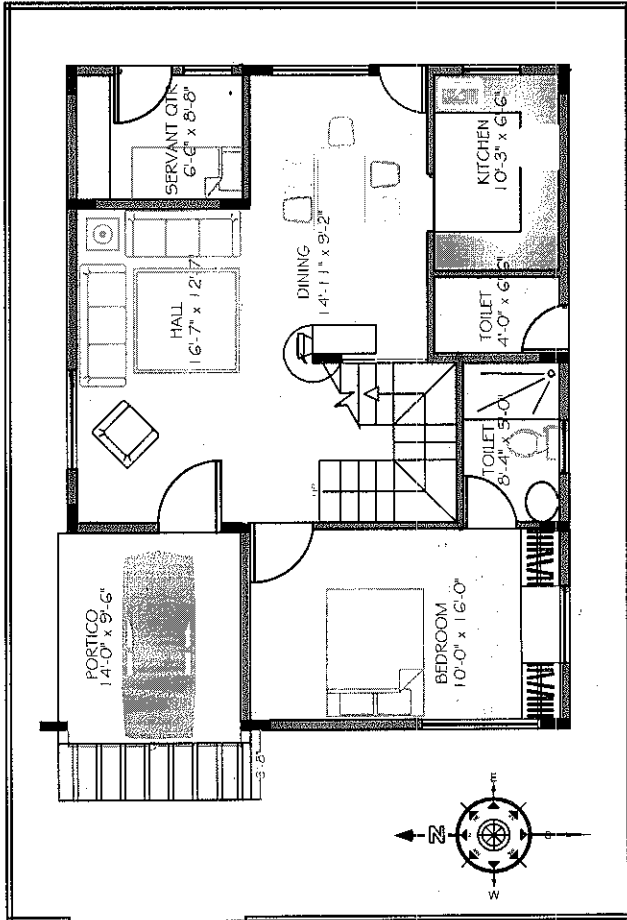 SERVANT QTR
6'-6" x 8'-8"
KITCHEN
10'-3" x 6'-6"
DINING
14'-11" x 9'-2"
HALL
16'-7" x 12'-7"
TOILET
4'-0" x 6'-6"
TOILET
8'-4" x 5'-0"
PORTICO
14'-0" x 9'-6"
BEDROOM
10'-0" x 16'-0"
3'-8"
N
E
W